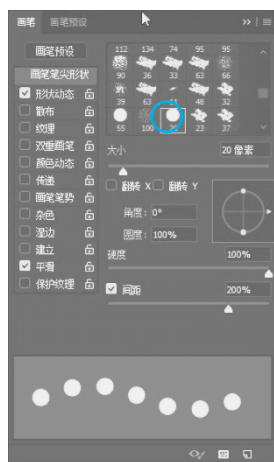 画笔 画笔预设
画笔预设
画笔笔尖形状
形状动态
散布
纹理
双重画笔
颜色动态
传递
画笔笔势
杂色
湿边
建立
平滑
保护纹理
112 134 74 95 95
90 36 33 63 66
39 63 11 48 32
55 100 23 37
大小 20 像素
翻转 X 翻转 Y
角度: 0°
圆度: 100%
硬度 100%
间距 200%